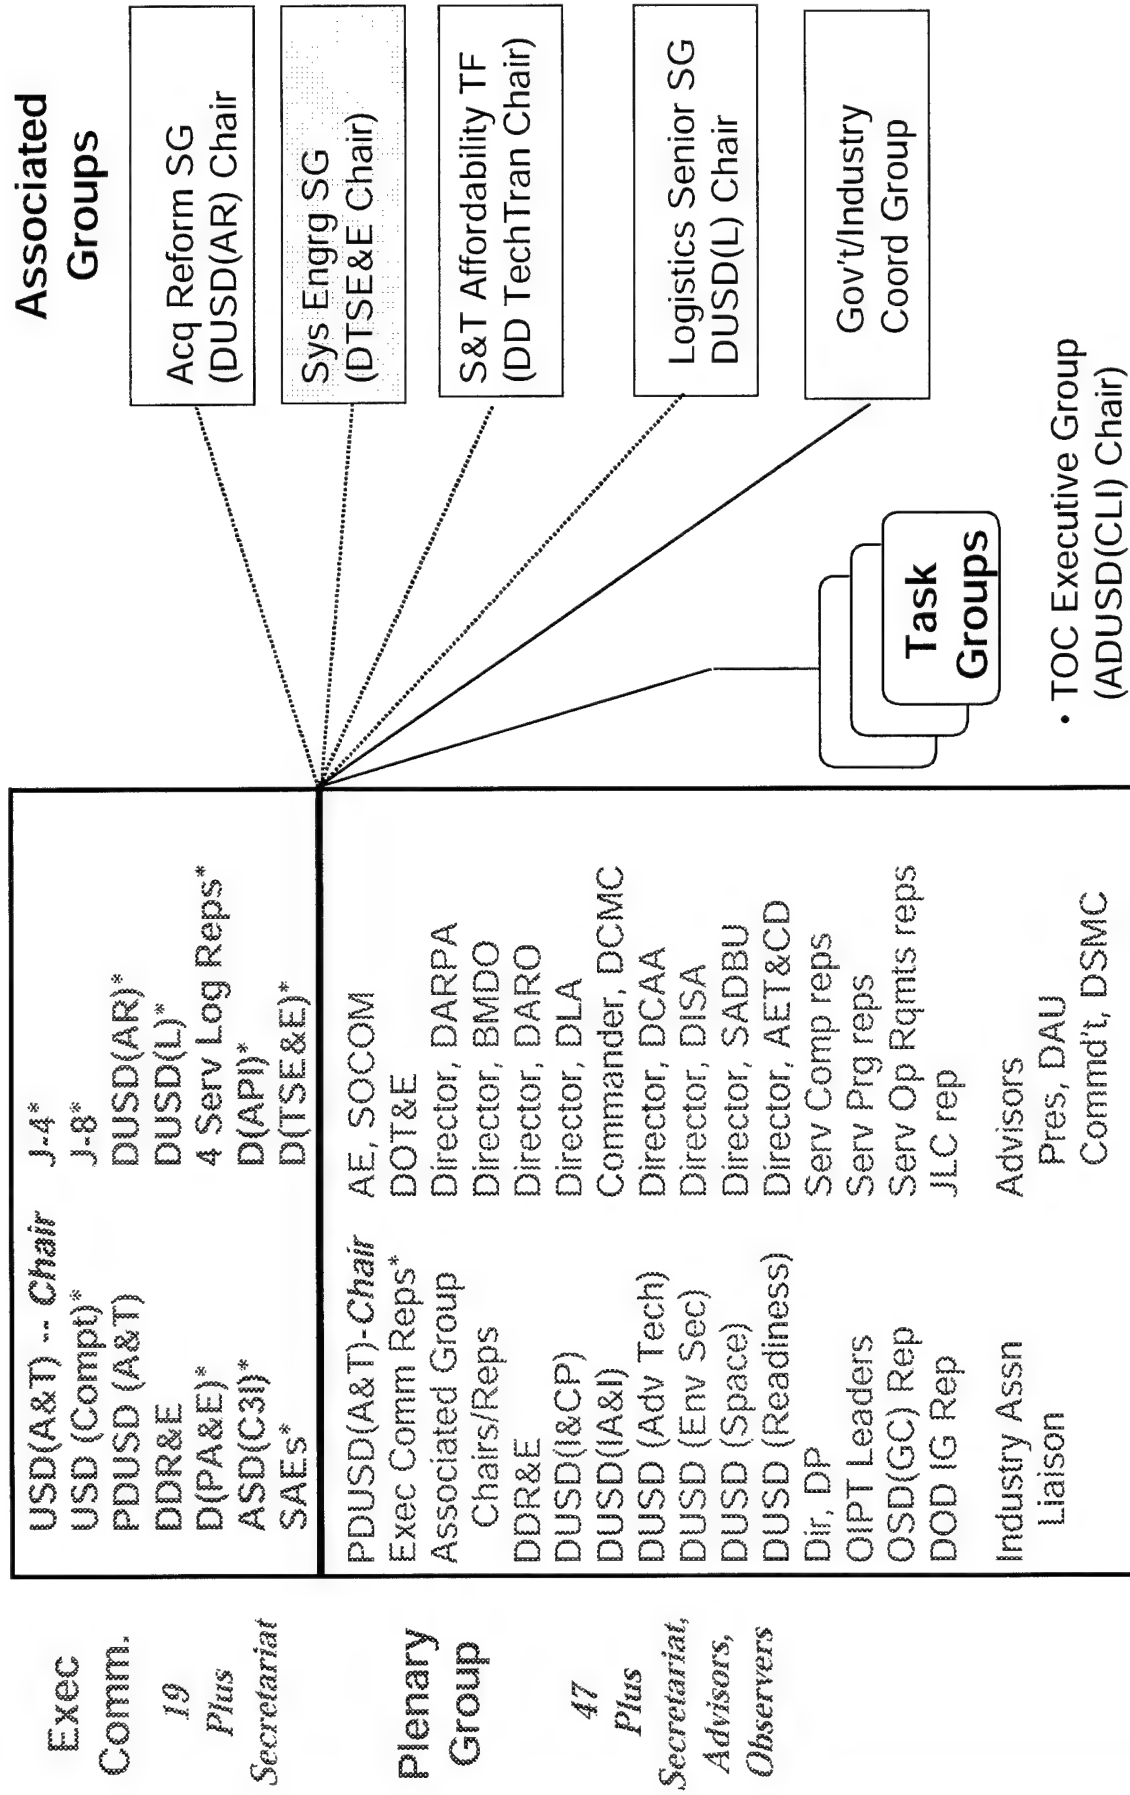 Exec
Comm.
19
Plus
Secretariat
USD(A&T) -- Chair
USD (Compt)*
PDUSD (A&T)
DDR&E
D(PA&E)*
ASD(C3I)*
SAEs*
J-4*
J-8*
DUSD(AR)*
DUSD(L)*
4 Serv Log Reps*
D(API)*
D(TSE&E)*
Plenary
Group
47
Plus
Secretariat,
Advisors,
Observers
PDUSD(A&T)-Chair
Exec Comm Reps*
Associated Group
Chairs/Reps
DDR&E
DUSD(I&CP)
DUSD(IA&I)
DUSD (Adv Tech)
DUSD (Env Sec)
DUSD (Space)
DUSD (Readiness)
Dir, DP
OIPT Leaders
OSD(GC) Rep
DOD IG Rep
Industry Assn
Liaison
AE, SOCOM
DOT&E
Director, DARPA
Director, BMDO
Director, DARO
Director, DLA
Commander, DCMC
Director, DCAA
Director, DISA
Director, SADBU
Director, AET&CD
Serv Comp reps
Serv Prg reps
Serv Op Rqmts reps
JLC rep
Advisors
Pres, DAU
Commd't, DSMC
Associated
Groups
Acq Reform SG
(DUSD(AR) Chair
Sys Engrg SG
(DTSE&E Chair)
S&T Affordability TF
(DD TechTran Chair)
Logistics Senior SG
DUSD(L) Chair
Gov't/Industry
Coord Group
Task
Groups
• TOC Executive Group
(ADUSD(CLI) Chair)